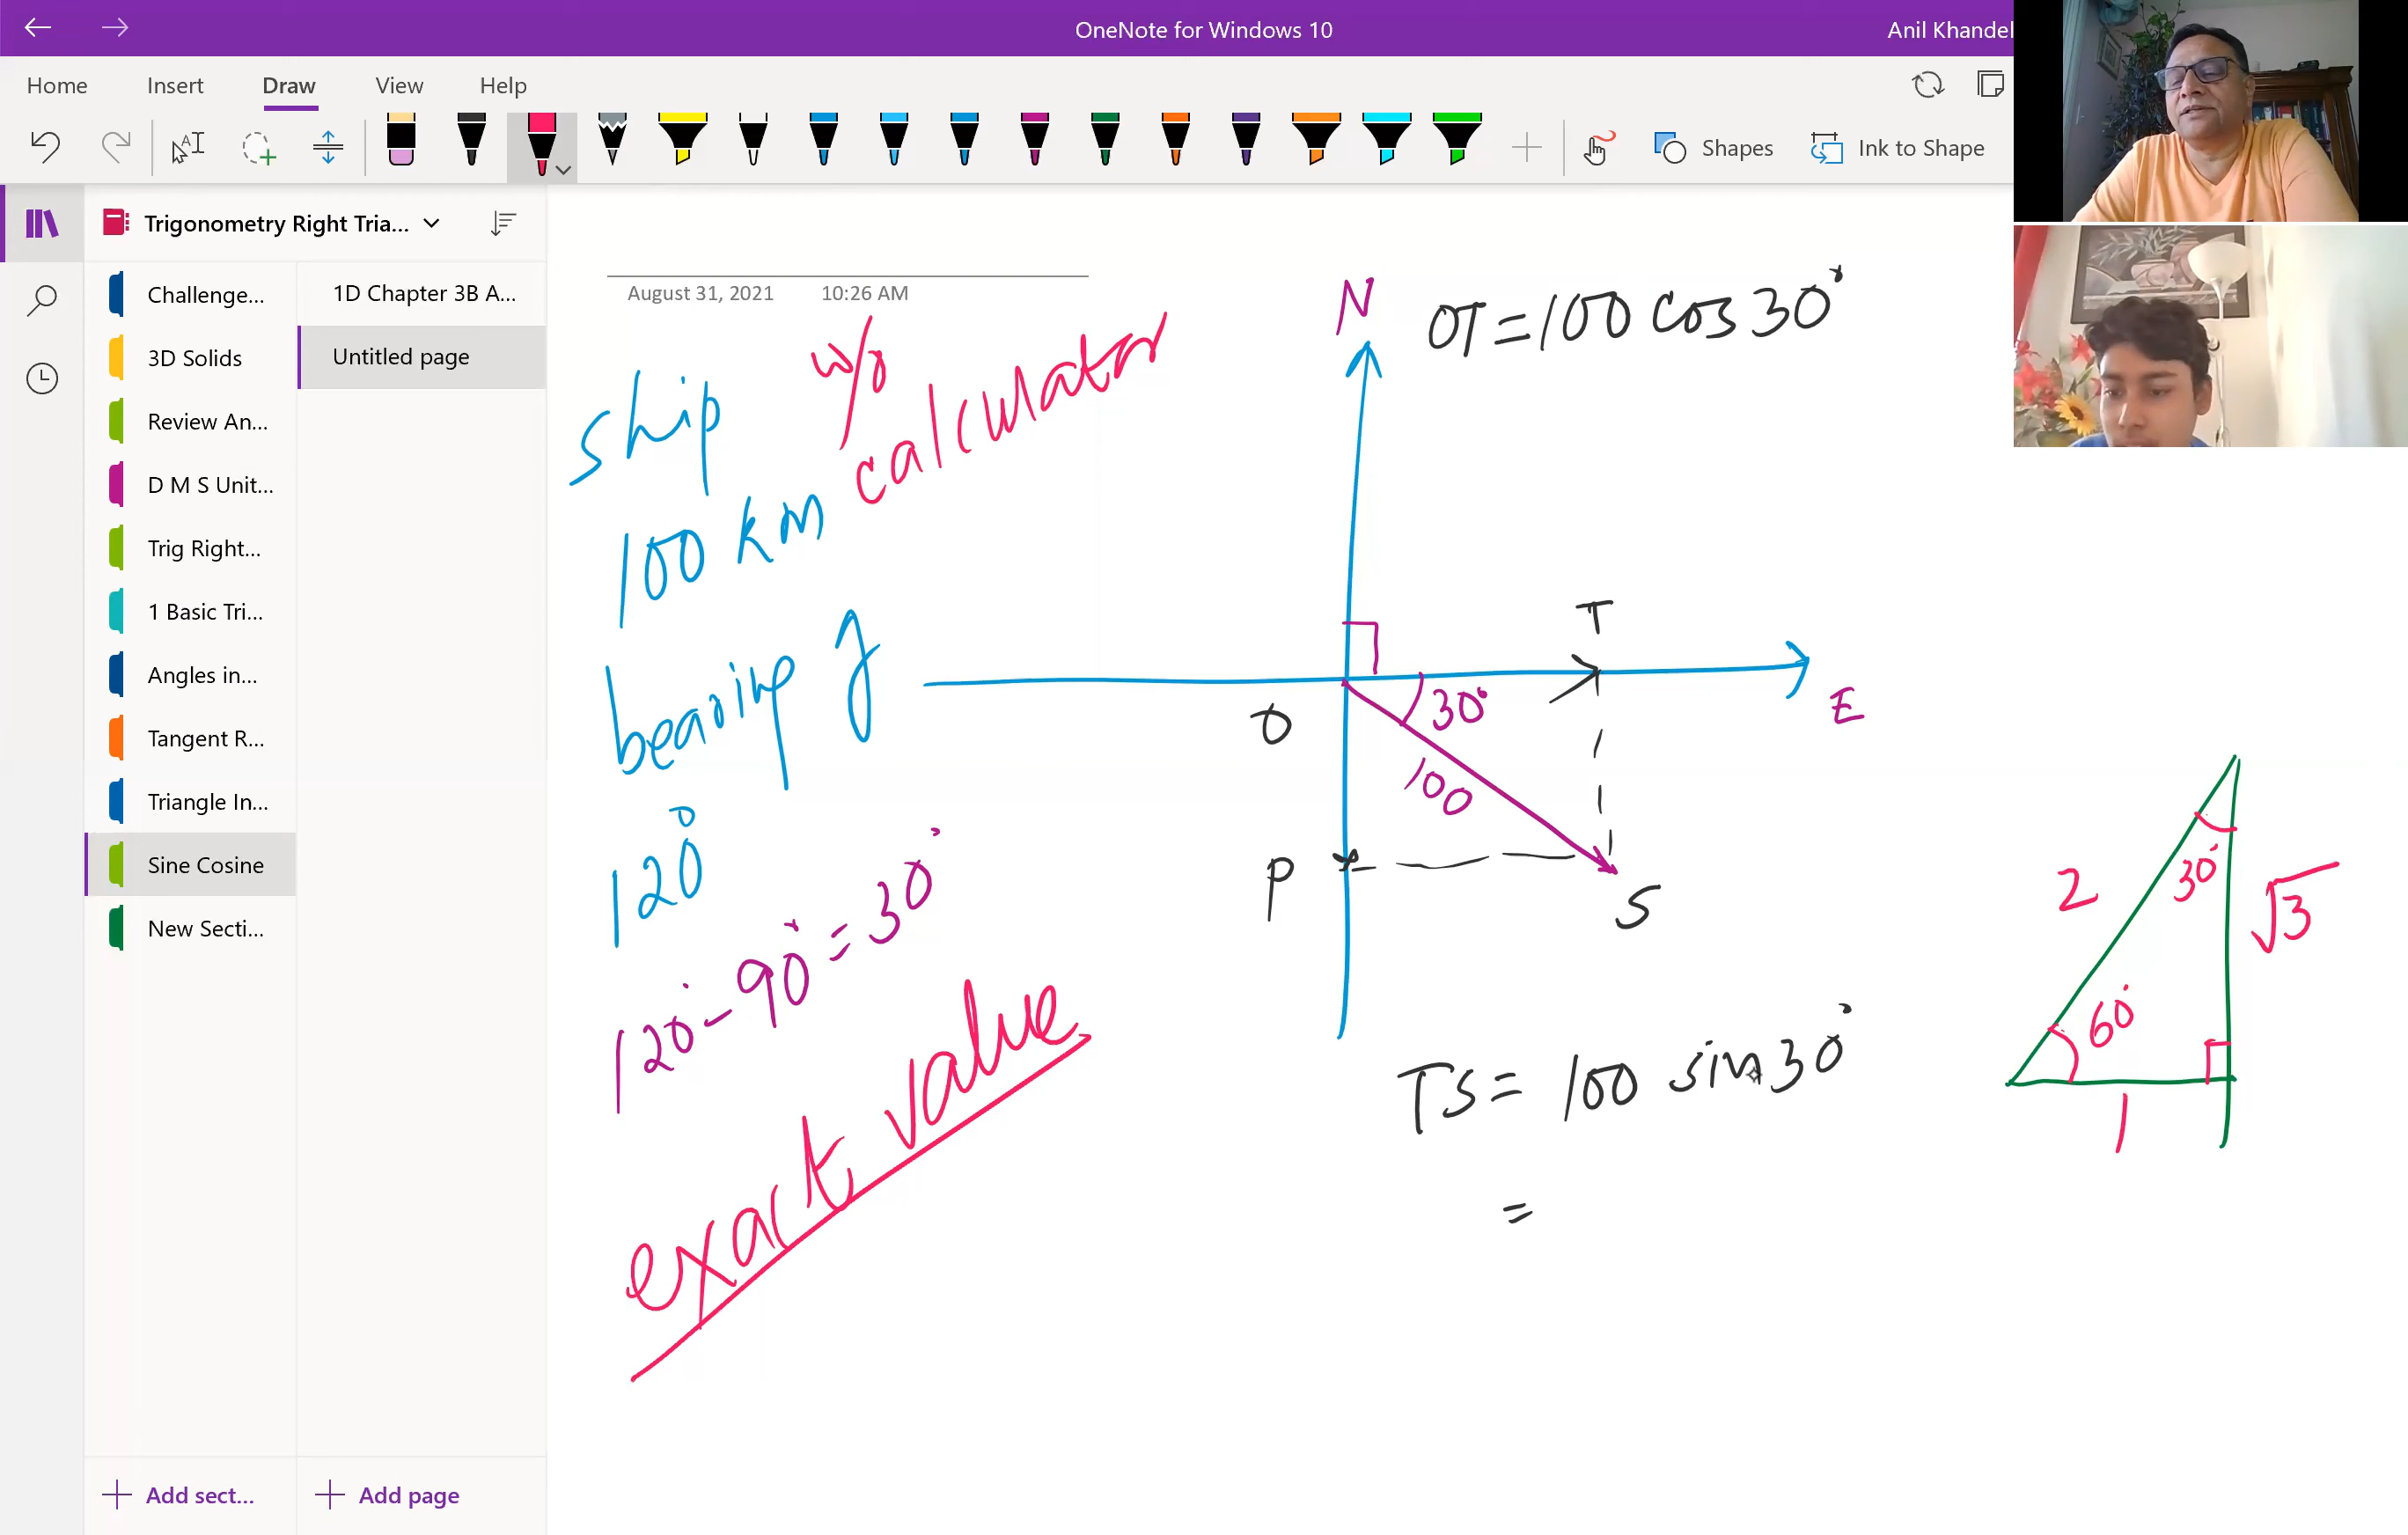 OneNote for Windows 10
Anil Khandel
Home Insert Draw View Help
Shapes Ink to Shape
Trigonometry Right Tria...
Challenge...
3D Solids
Review An...
D M S Unit...
Trig Right...
1 Basic Tri...
Angles in...
Tangent R...
Triangle In...
Sine Cosine
New Secti...
Add sect...
1D Chapter 3B A...
Untitled page
Add page
August 31, 2021 10:26 AM
ship
w/o
calculator
100 km
bearing of
120°
120° - 90° = 30°
exact value
N
OT = 100 cos 30°
T
E
O
30°
100
P
S
TS = 100 sin 30°
=
2
30°
√3
60°
1